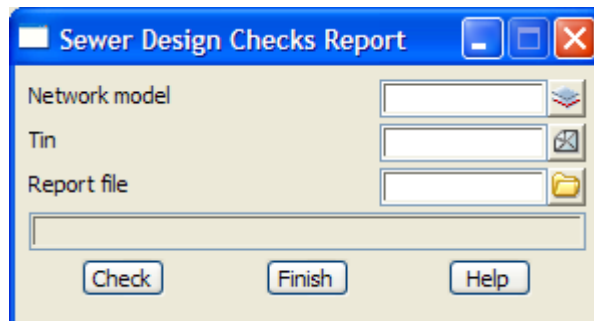 Sewer Design Checks Report
Network model
Tin
Report file
Check Finish Help